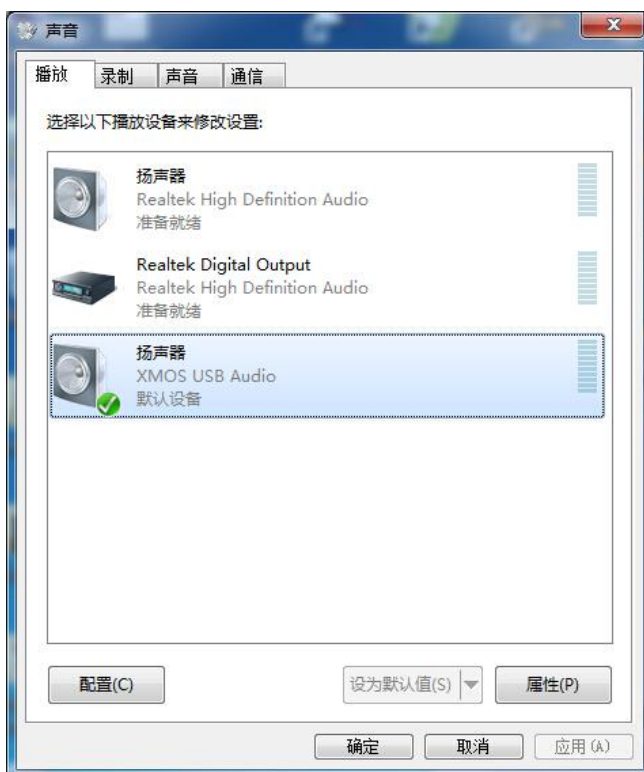 声音
播放
录制
声音
通信
选择以下播放设备来修改设置:
扬声器
Realtek High Definition Audio
准备就绪
Realtek Digital Output
Realtek High Definition Audio
准备就绪
扬声器
XMOS USB Audio
默认设备
配置(C)
设为默认值(S)
属性(P)
确定
取消
应用(A)